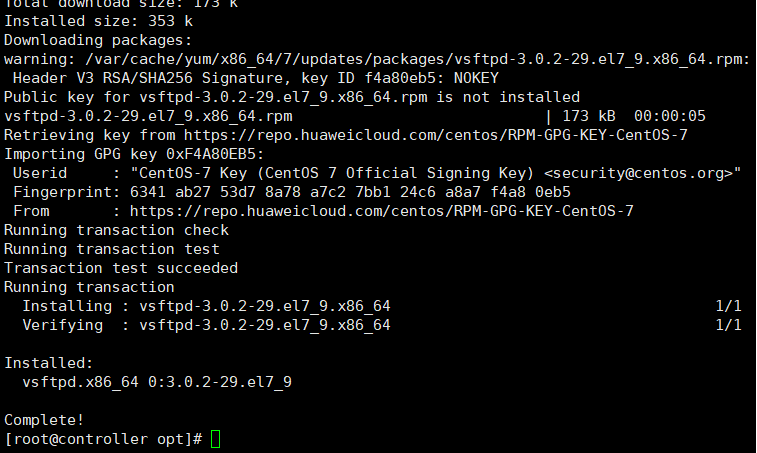 Total download size: 173 k
Installed size: 353 k
Downloading packages:
warning: /var/cache/yum/x86_64/7/updates/packages/vsftpd-3.0.2-29.el7_9.x86_64.rpm:
 Header V3 RSA/SHA256 Signature, key ID f4a80eb5: NOKEY
Public key for vsftpd-3.0.2-29.el7_9.x86_64.rpm is not installed
vsftpd-3.0.2-29.el7_9.x86_64.rpm                            | 173 kB  00:00:05
Retrieving key from https://repo.huaweicloud.com/centos/RPM-GPG-KEY-CentOS-7
Importing GPG key 0xF4A80EB5:
 Userid     : "CentOS-7 Key (CentOS 7 Official Signing Key) <security@centos.org>"
 Fingerprint: 6341 ab27 53d7 8a78 a7c2 7bb1 24c6 a8a7 f4a8 0eb5
 From       : https://repo.huaweicloud.com/centos/RPM-GPG-KEY-CentOS-7
Running transaction check
Running transaction test
Transaction test succeeded
Running transaction
  Installing : vsftpd-3.0.2-29.el7_9.x86_64                                    1/1
  Verifying  : vsftpd-3.0.2-29.el7_9.x86_64                                    1/1

Installed:
  vsftpd.x86_64 0:3.0.2-29.el7_9

Complete!
[root@controller opt]#